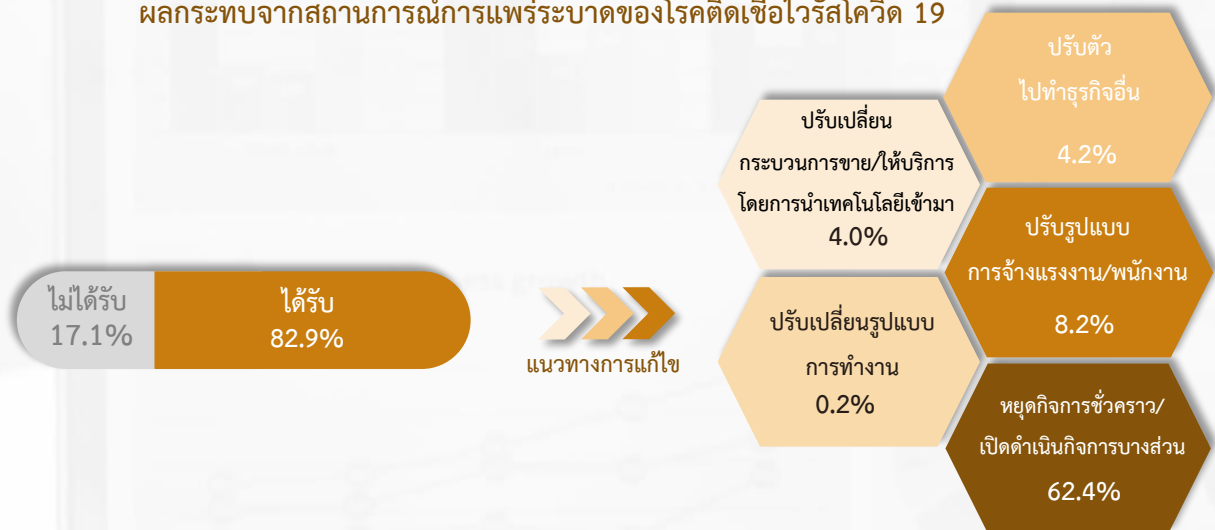 ผลกระทบจากสถานการณ์การแพร่ระบาดของโรคติดเชื้อไวรัสโควิด 19
ปรับตัว
ไปทำธุรกิจอื่น
4.2%
ปรับเปลี่ยน
กระบวนการขาย/ให้บริการ
โดยการนำเทคโนโลยีเข้ามา
4.0%
ปรับรูปแบบ
การจ้างแรงงาน/พนักงาน
8.2%
ไม่ได้รับ
17.1%
ได้รับ
82.9%
แนวทางการแก้ไข
ปรับเปลี่ยนรูปแบบ
การทำงาน
0.2%
หยุดกิจการชั่วคราว/
เปิดดำเนินกิจการบางส่วน
62.4%